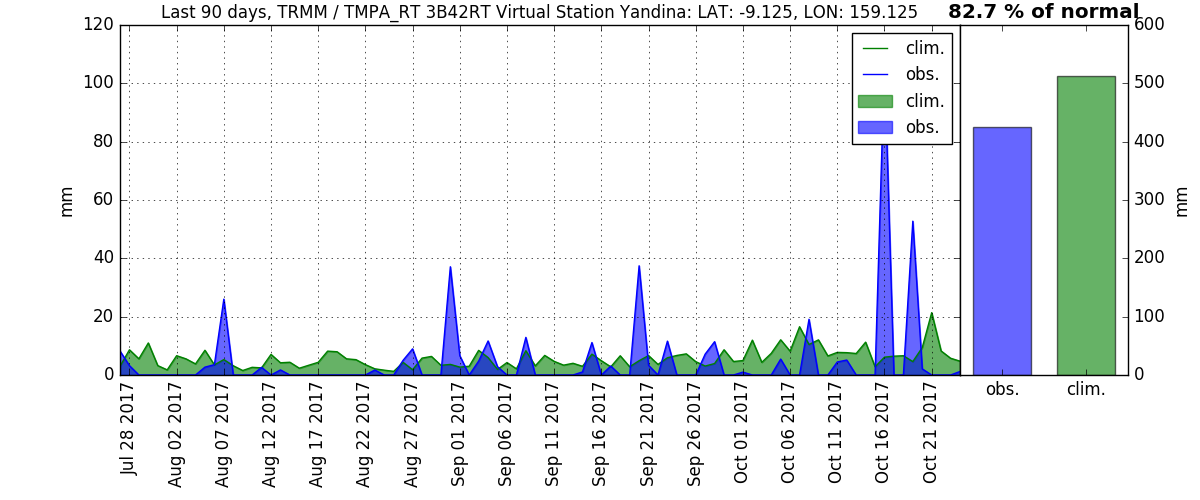 Last 90 days, TRMM / TMPA_RT 3B42RT Virtual Station Yandina: LAT: -9.125, LON: 159.125
82.7 % of normal
120
100
80
60
40
20
0
mm
clim.
obs.
clim.
obs.
600
500
400
300
200
100
0
mm
Jul 28 2017
Aug 02 2017
Aug 07 2017
Aug 12 2017
Aug 17 2017
Aug 22 2017
Aug 27 2017
Sep 01 2017
Sep 06 2017
Sep 11 2017
Sep 16 2017
Sep 21 2017
Sep 26 2017
Oct 01 2017
Oct 06 2017
Oct 11 2017
Oct 16 2017
Oct 21 2017
obs.
clim.